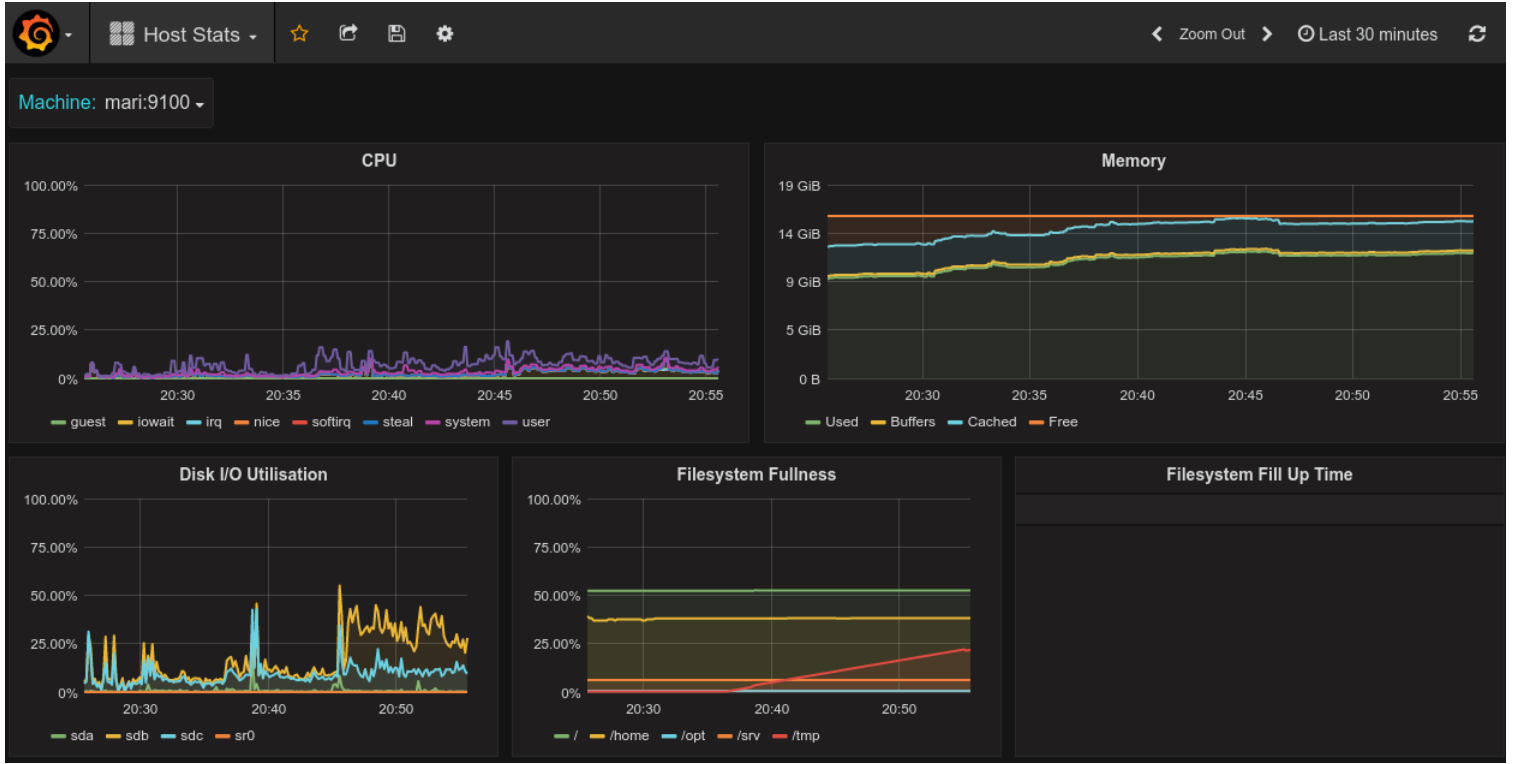 Host Stats
Zoom Out
Last 30 minutes
Machine: mari:9100
CPU
100.00%
75.00%
50.00%
25.00%
0%
20:30 20:35 20:40 20:45 20:50 20:55
guest iowait irq nice softirq steal system user
Memory
19 GiB
14 GiB
9 GiB
5 GiB
0 B
20:30 20:35 20:40 20:45 20:50 20:55
Used Buffers Cached Free
Disk I/O Utilisation
100.00%
75.00%
50.00%
25.00%
0%
20:30 20:40 20:50
sda sdb sdc sr0
Filesystem Fullness
100.00%
75.00%
50.00%
25.00%
0%
20:30 20:40 20:50
/ /home /opt /srv /tmp
Filesystem Fill Up Time